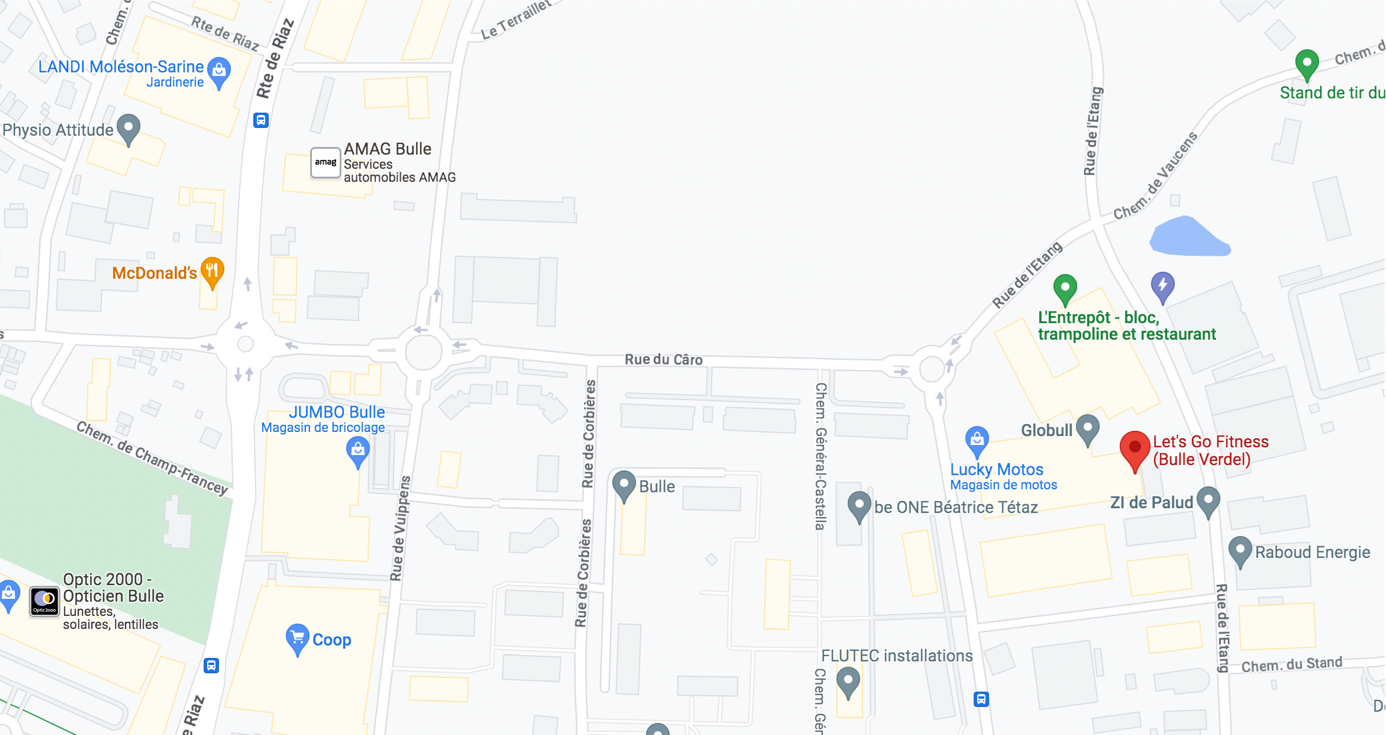 Chem. d
Rte de Riaz
Rte de Riaz
Le Terraillet
LANDI Moléson-Sarine
Jardinerie
Physio Attitude
amag
AMAG Bulle
Services
automobiles AMAG
Rue de l'Etang
Chem. de Vaucens
Chem. d
Stand de tir du
McDonald's
Rue de l'Etang
L'Entrepôt - bloc,
trampoline et restaurant
s
Rue du Câro
JUMBO Bulle
Magasin de bricolage
Chem. de Champ-Francey
Rue de Vuippens
Rue de Corbières
Rue de Corbières
Bulle
Chem. Général-Castella
be ONE Béatrice Tétaz
Lucky Motos
Magasin de motos
Globull
Let's Go Fitness
(Bulle Verdel)
ZI de Palud
Raboud Energie
Optic 2000 -
Opticien Bulle
Lunettes,
solaires, lentilles
Optic2000
Coop
FLUTEC installations
Chem. Gé
Rue de l'Etang
Chem. du Stand
e Riaz
D